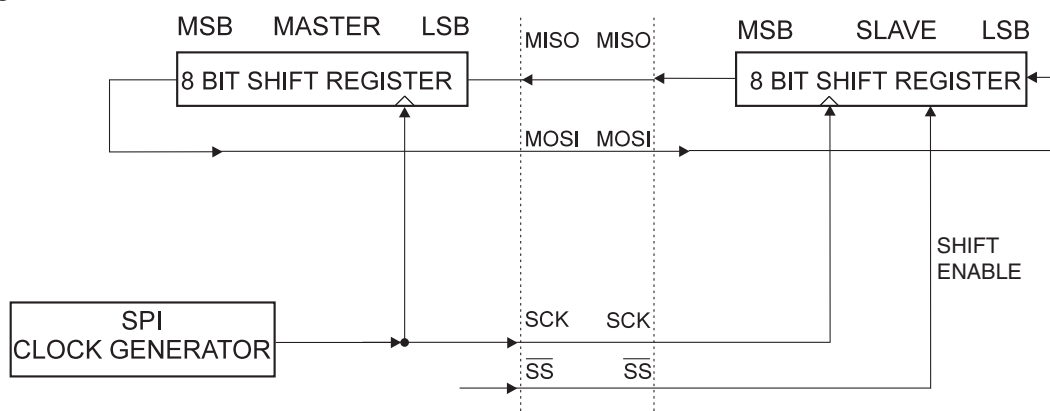 MSB MASTER LSB
MISO MISO
MSB SLAVE LSB
8 BIT SHIFT REGISTER
8 BIT SHIFT REGISTER
MOSI MOSI
SHIFT
ENABLE
SPI
CLOCK GENERATOR
SCK SCK
SS SS